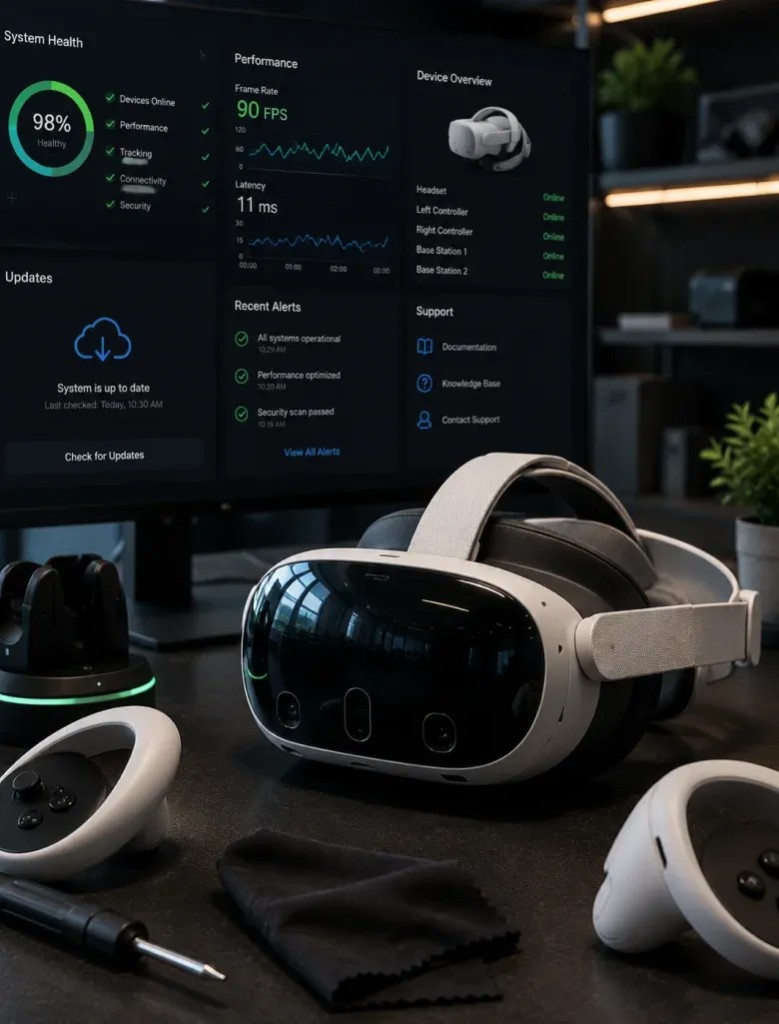 System Health
98%
Healthy
Devices Online
Performance
Tracking
Connectivity
Security
Performance
Frame Rate
90 FPS
120
60
0
Latency
11 ms
30
15
0
00:00
01:00
02:00
Device Overview
Headset Online
Left Controller Online
Right Controller Online
Base Station 1 Online
Base Station 2 Online
Updates
System is up to date
Last checked: Today, 10:30 AM
Check for Updates
Recent Alerts
All systems operational
10:29 AM
Performance optimized
10:20 AM
Security scan passed
10:15 AM
View All Alerts
Support
Documentation
Knowledge Base
Contact Support